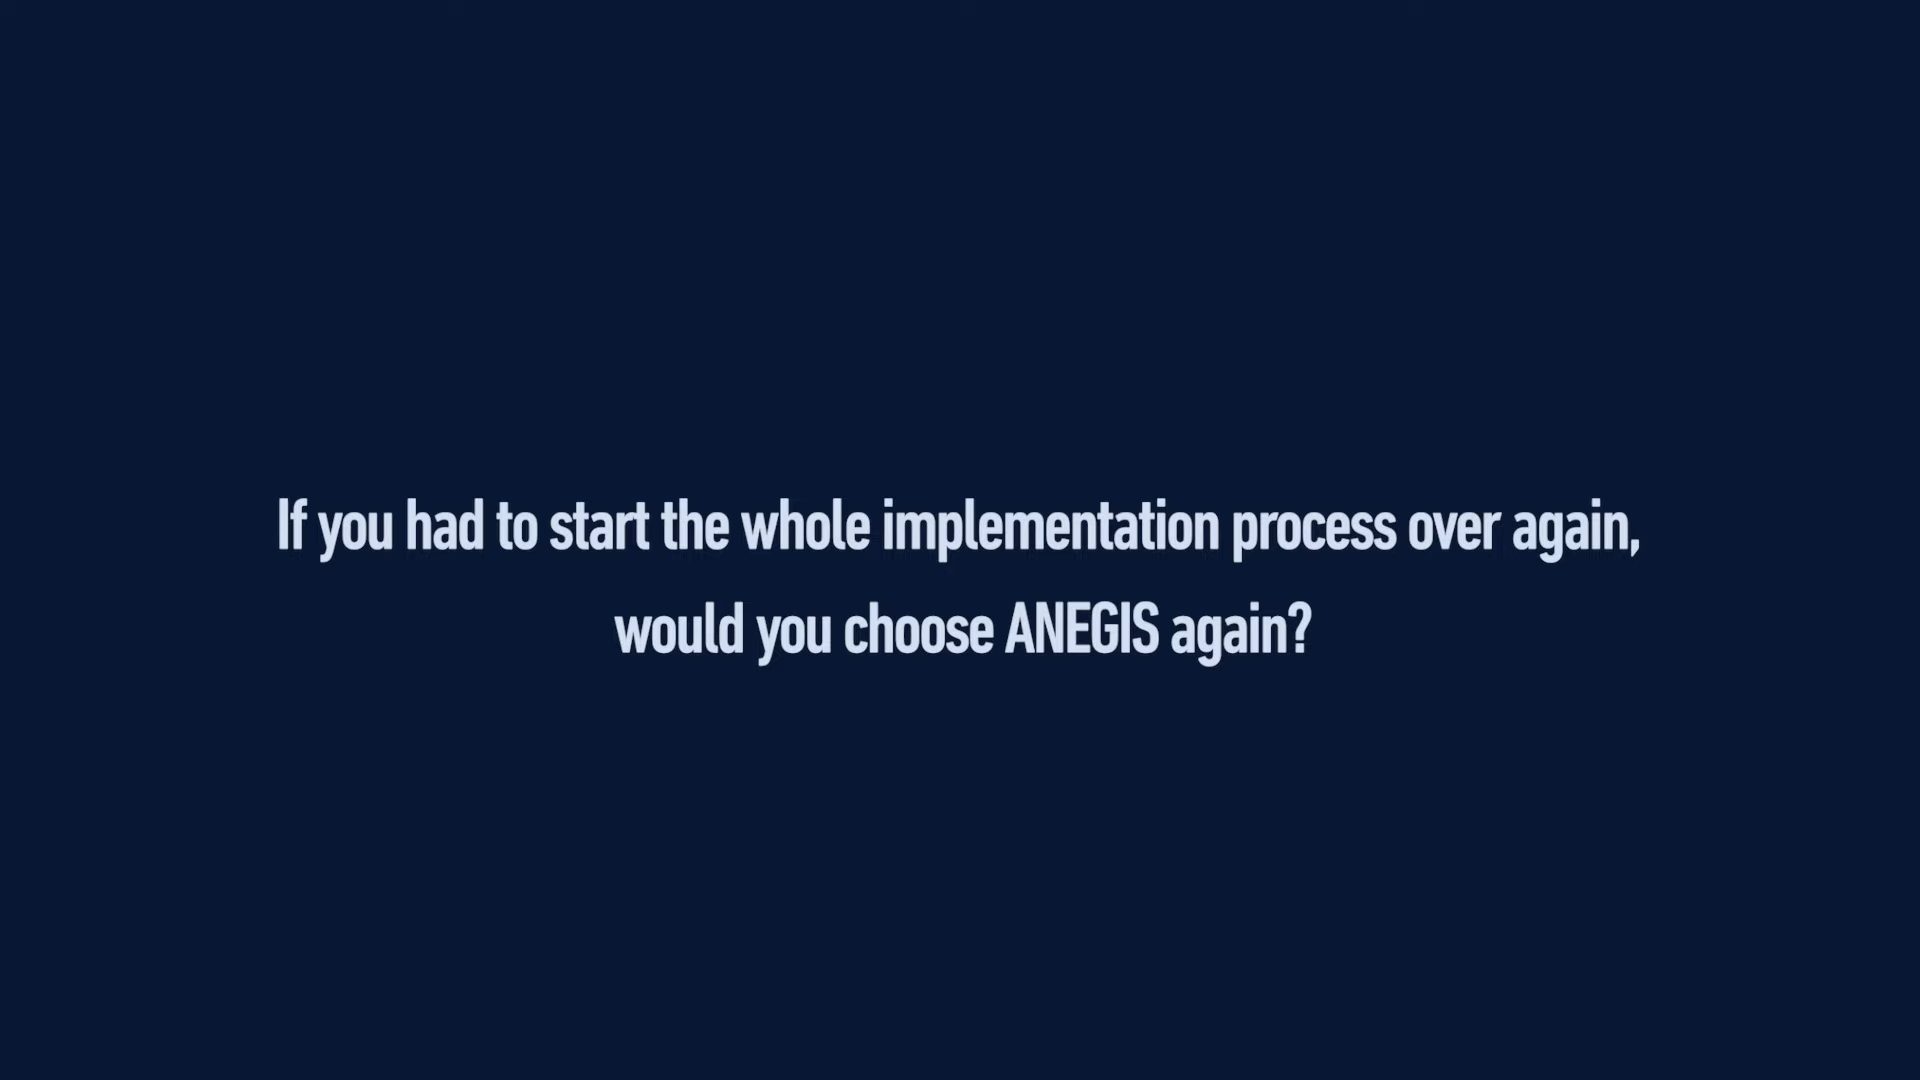 If you had to start the whole implementation process over again,
would you choose ANEGIS again?